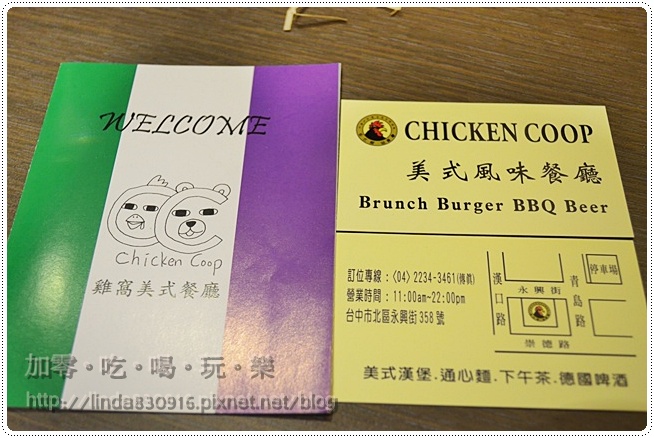 WELCOME
Chicken Coop
雞窩美式餐廳
CHICKEN COOP
美式風味餐廳
Brunch Burger BBQ Beer
訂位專線：(04) 2234-3461(傳價)
營業時間：11:00am~22:00pm
台中市北區永興街358號
漢口路
永興街
青島路
停車場
崇德路
美式漢堡.通心麵.下午茶.德國啤酒
加零・吃・喝・玩・樂
http://linda830916.pixnet.net/blog